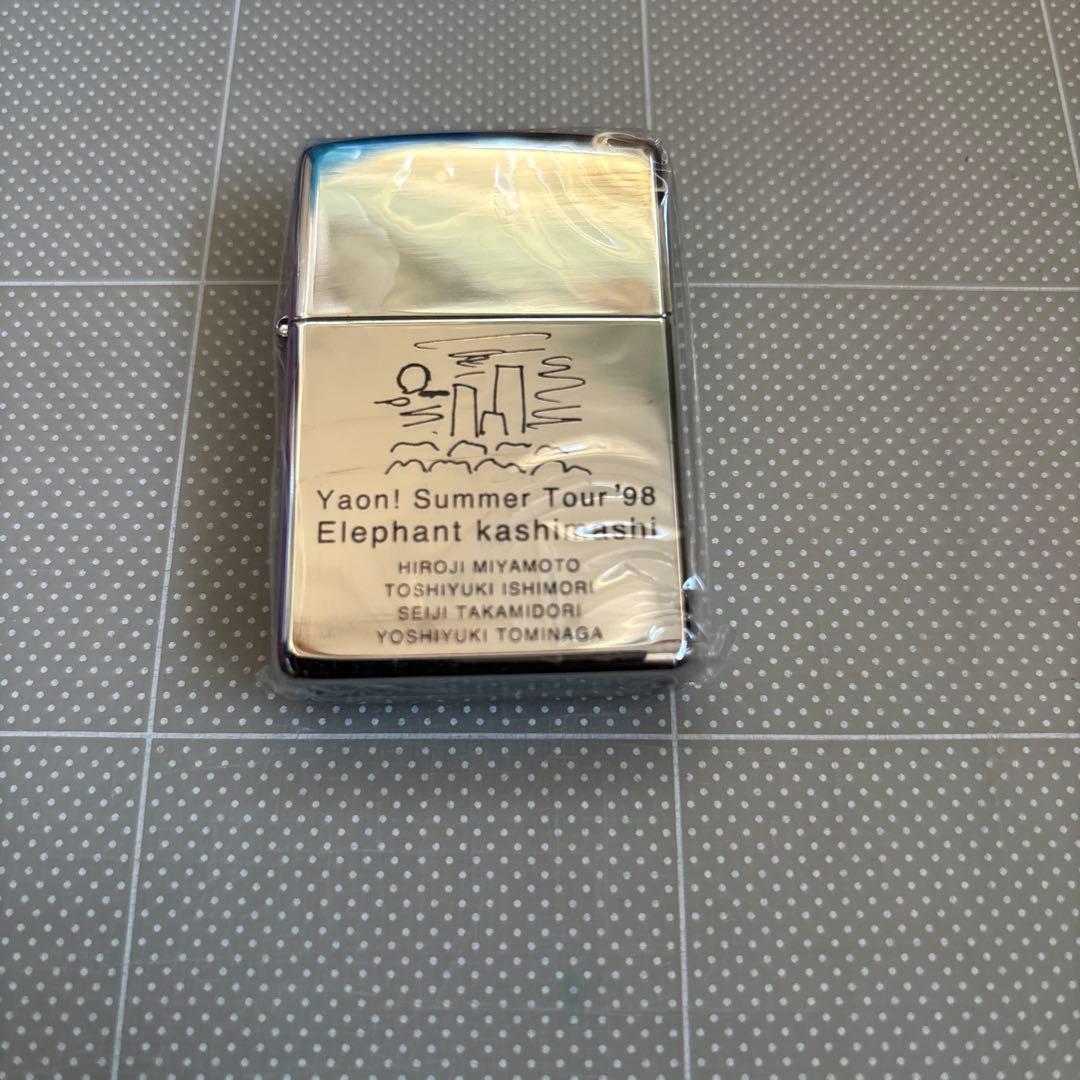 Yaon! Summer Tour '98
Elephant kashimashi
HIROJI MIYAMOTO
TOSHIYUKI ISHIMORI
SEIJI TAKAMIDORI
YOSHIYUKI TOMINAGA